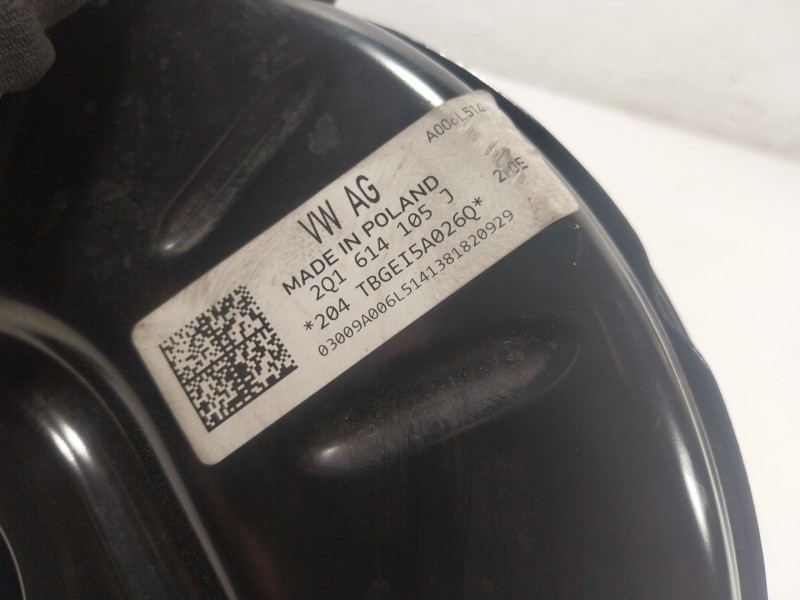 VW AG
MADE IN POLAND
2Q1 614 105 J
*204 TBGEI5A026Q*
03009A006L5141381820929
A006L514